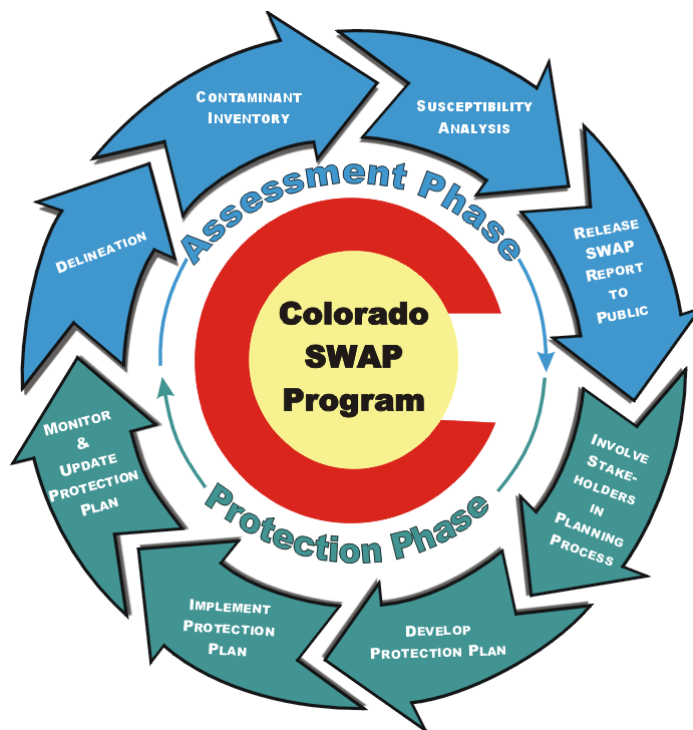 CONTAMINANT
INVENTORY
SUSCEPTIBILITY
ANALYSIS
DELINEATION
Assessment Phase
RELEASE
SWAP
REPORT
TO
PUBLIC
Colorado
SWAP
Program
MONITOR
&
UPDATE
PROTECTION
PLAN
INVOLVE
STAKE-
HOLDERS
IN
PLANNING
PROCESS
Protection Phase
IMPLEMENT
PROTECTION
PLAN
DEVELOP
PROTECTION PLAN